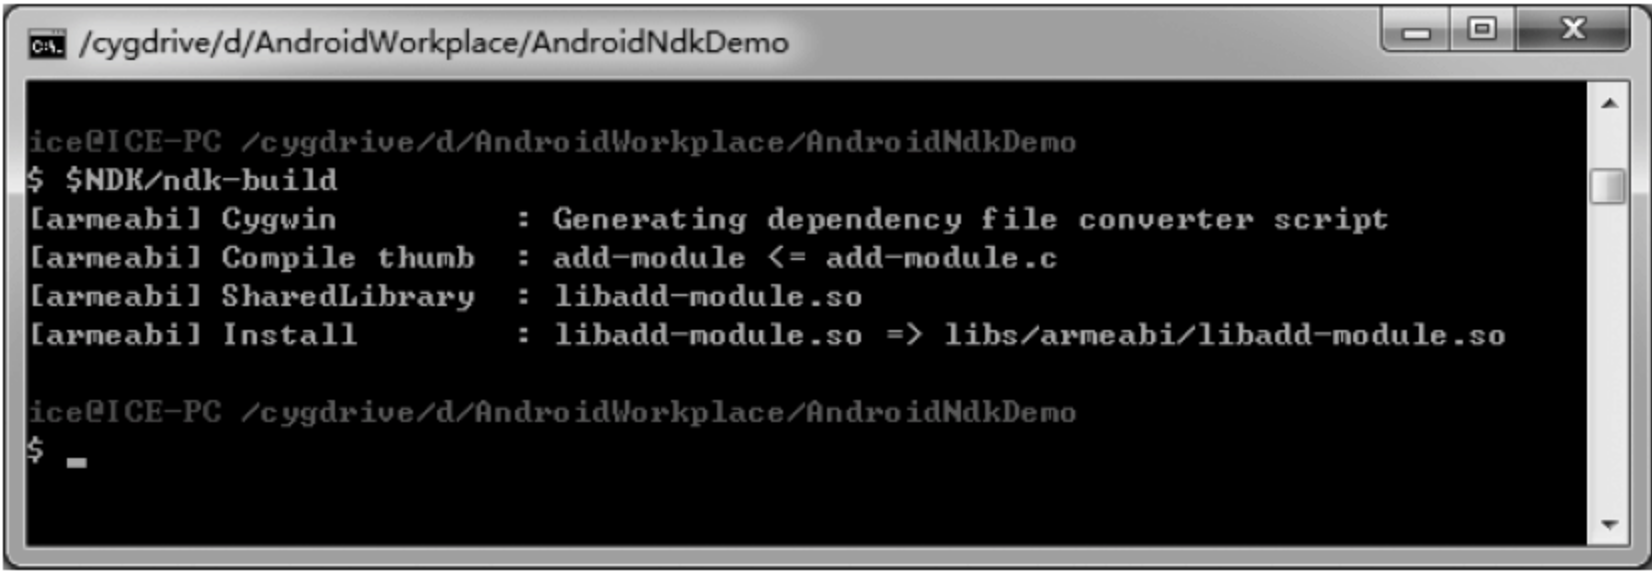 /cygdrive/d/AndroidWorkplace/AndroidNdkDemo
ice@ICE-PC /cygdrive/d/AndroidWorkplace/AndroidNdkDemo
$ $NDK/ndk-build
[armeabi] Cygwin         : Generating dependency file converter script
[armeabi] Compile thumb  : add-module <= add-module.c
[armeabi] SharedLibrary  : libadd-module.so
[armeabi] Install        : libadd-module.so => libs/armeabi/libadd-module.so
ice@ICE-PC /cygdrive/d/AndroidWorkplace/AndroidNdkDemo
$